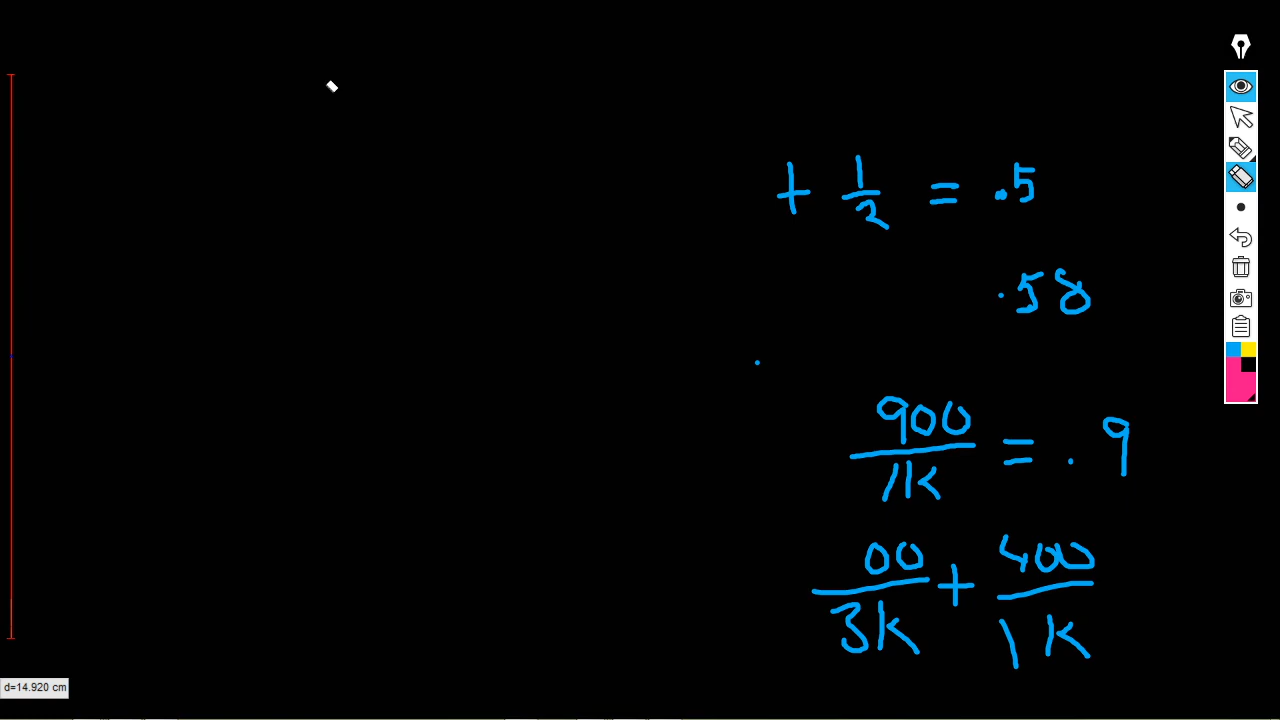 + 1/2 = .5
.58
900/1k = .9
00/3k + 400/1k
d=14.920 cm